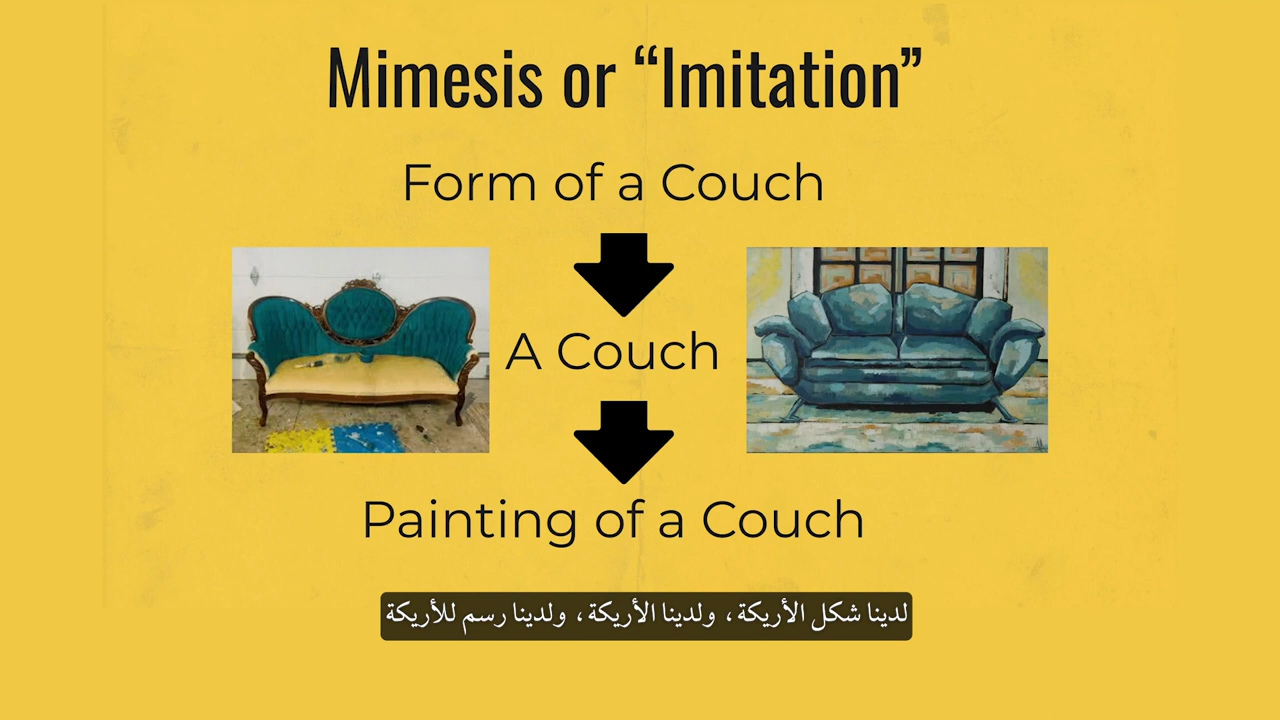 Mimesis or “Imitation”
Form of a Couch
A Couch
Painting of a Couch
لدينا شكل الأريكة، ولدينا الأريكة، ولدينا رسم للأريكة